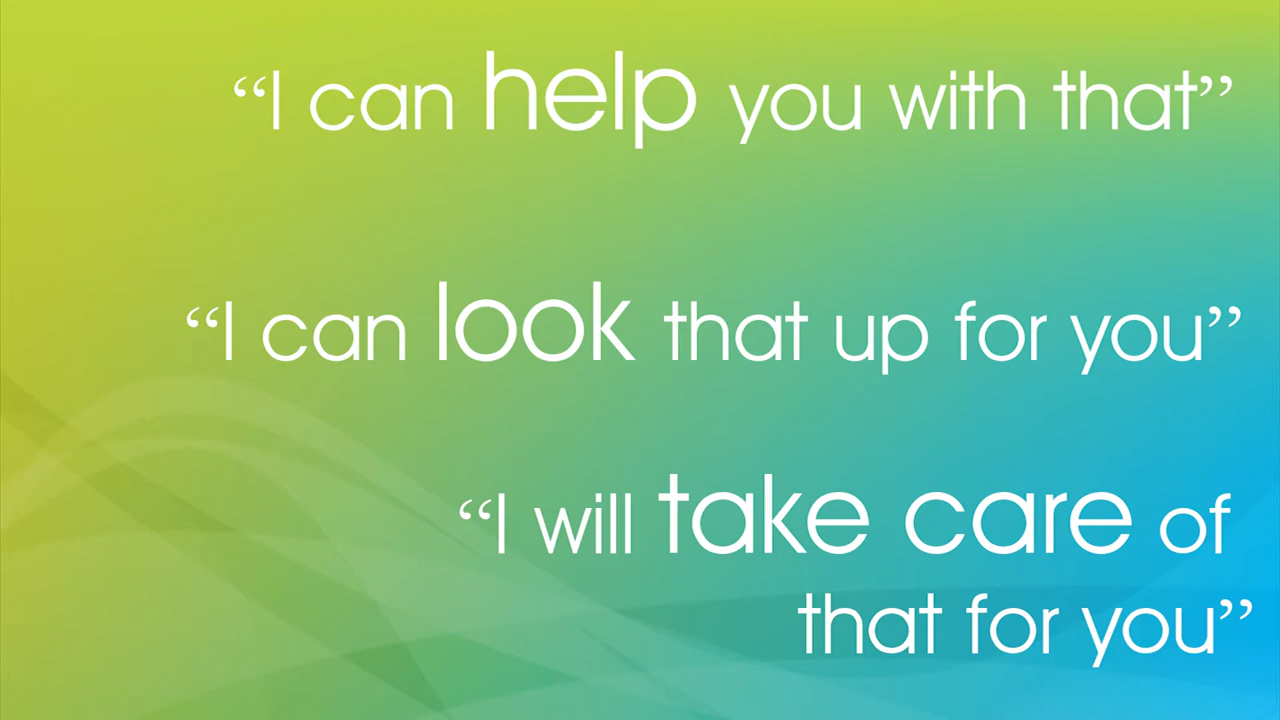 “I can help you with that”
“I can look that up for you”
“I will take care of
that for you”